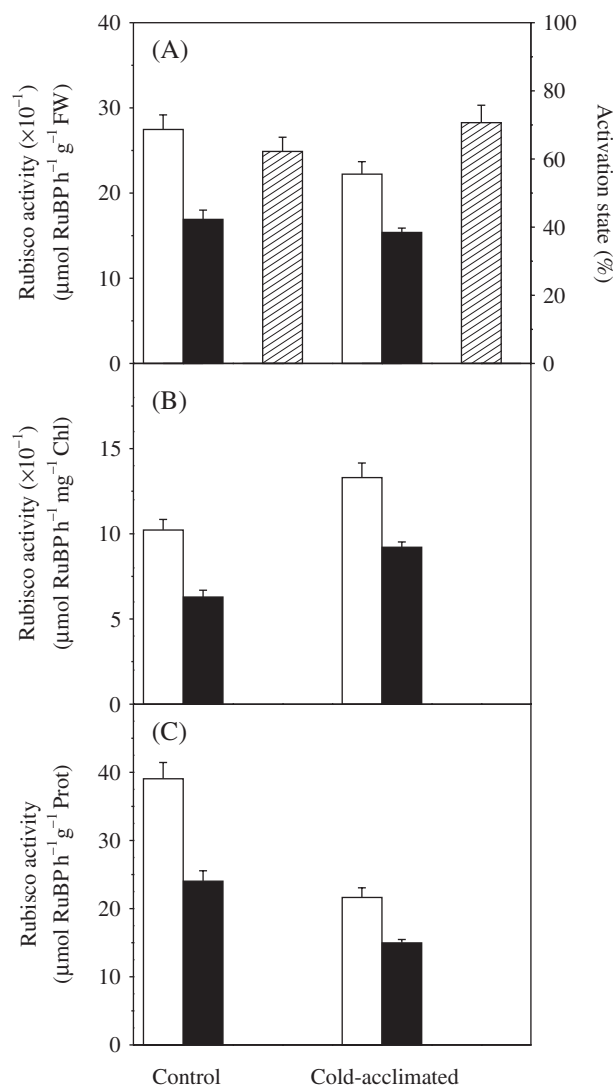 (A)
40
30
20
10
0
Rubisco activity (×10⁻¹)
(μmol RuBP h⁻¹ g⁻¹ FW)
100
80
60
40
20
0
Activation state
(%)
(B)
15
10
5
0
Rubisco activity (×10⁻¹)
(μmol RuBP h⁻¹ mg⁻¹ Chl)
(C)
40
30
20
10
0
Rubisco activity
(μmol RuBP h⁻¹ g⁻¹ Prot)
Control Cold-acclimated